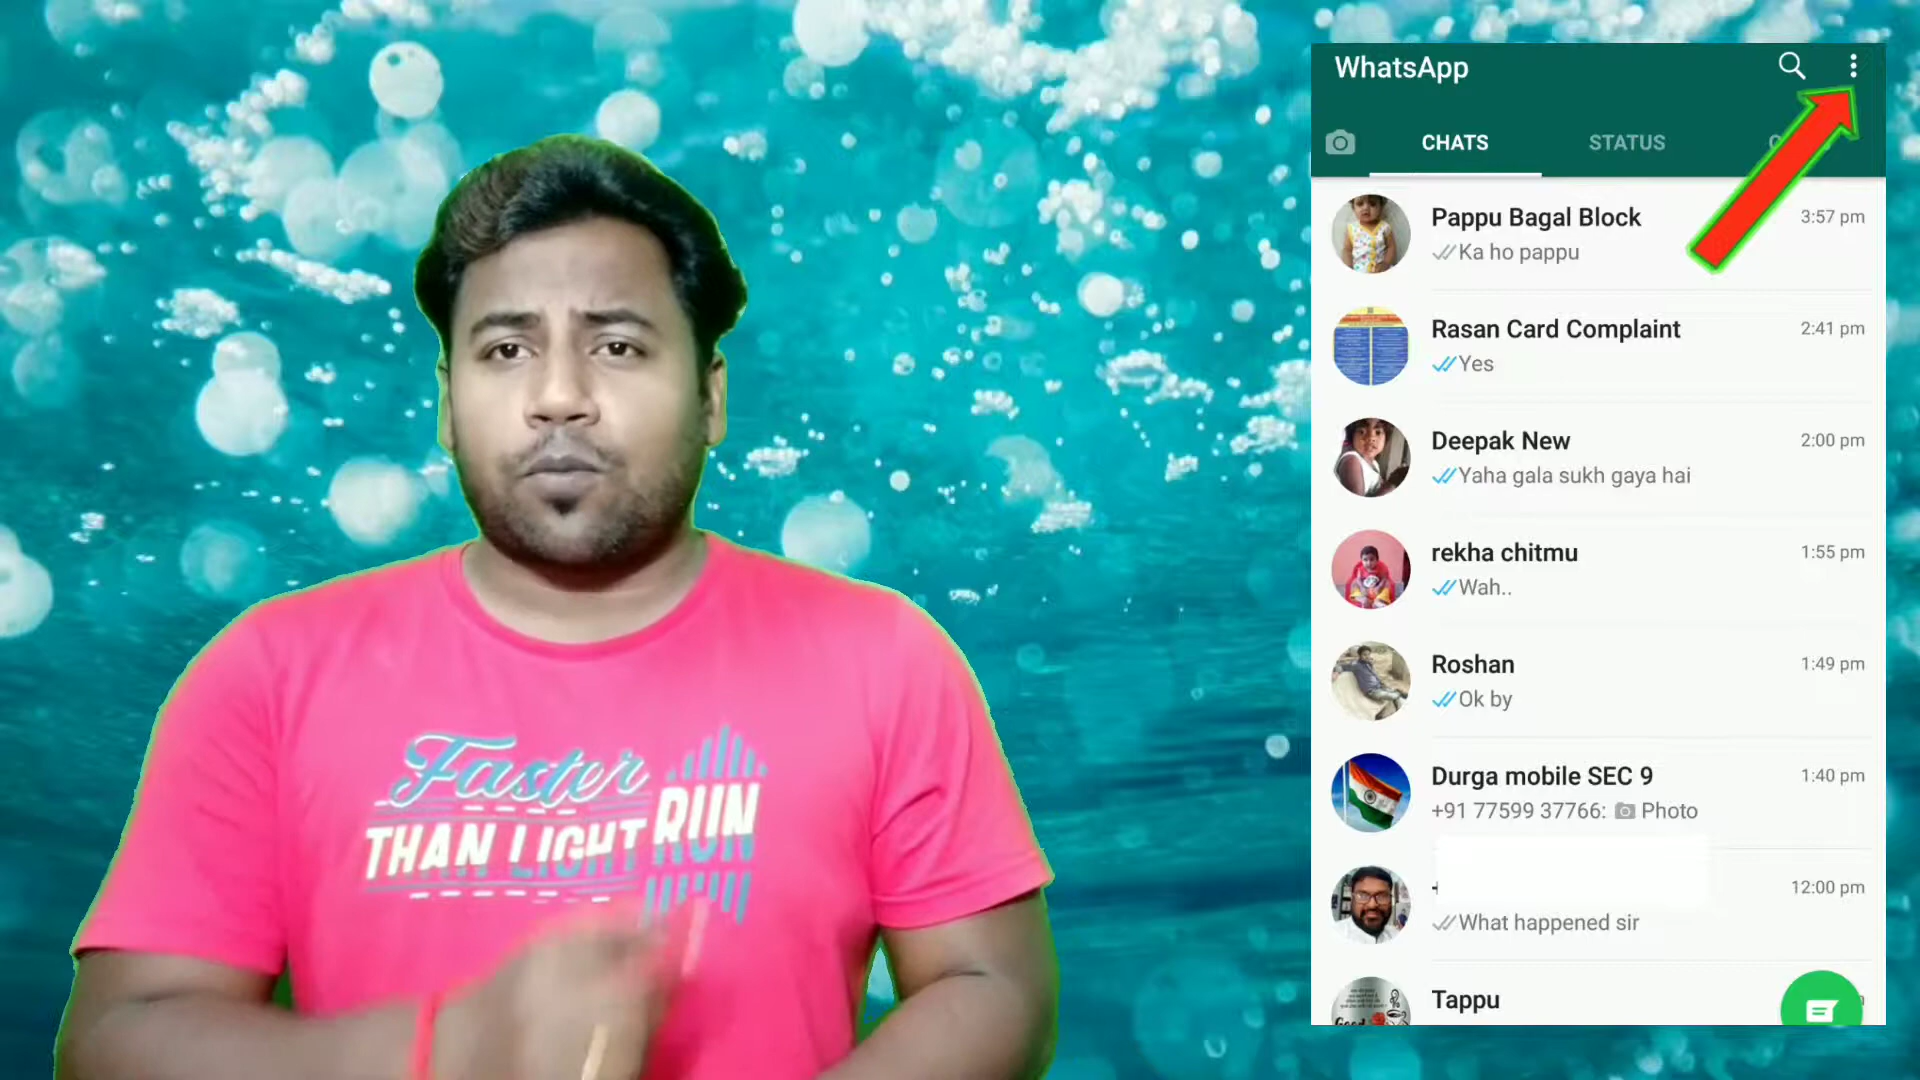 Faster
THAN LIGHT RUN
WhatsApp
CHATS STATUS
Pappu Bagal Block 3:57 pm
Ka ho pappu
Rasan Card Complaint 2:41 pm
Yes
Deepak New 2:00 pm
Yaha gala sukh gaya hai
rekha chitmu 1:55 pm
Wah..
Roshan 1:49 pm
Ok by
Durga mobile SEC 9 1:40 pm
+91 77599 37766: Photo
12:00 pm
What happened sir
Tappu
Good